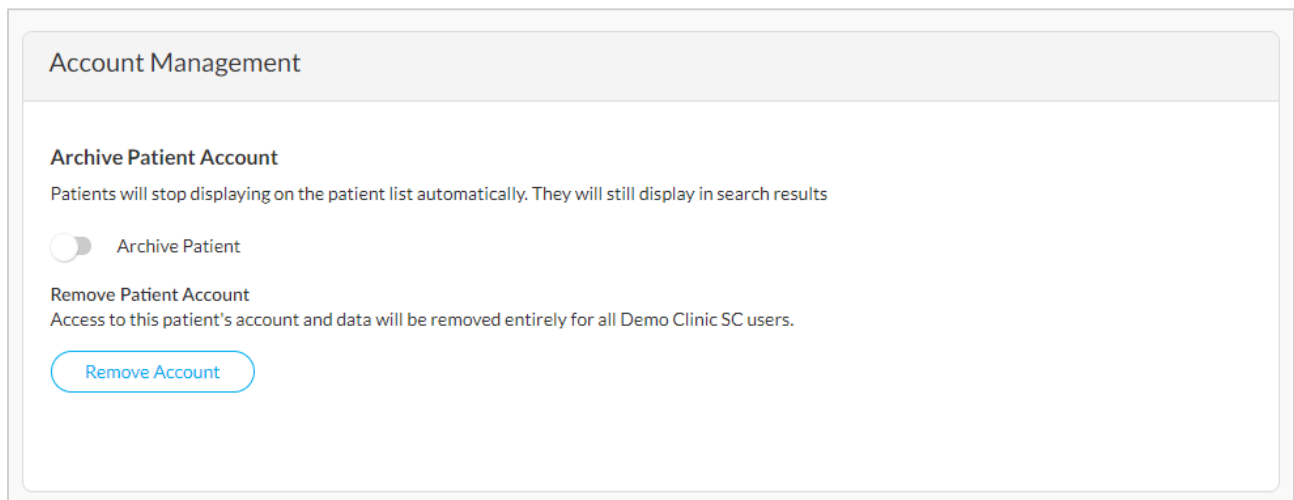 Account Management
Archive Patient Account
Patients will stop displaying on the patient list automatically. They will still display in search results
Archive Patient
Remove Patient Account
Access to this patient's account and data will be removed entirely for all Demo Clinic SC users.
Remove Account